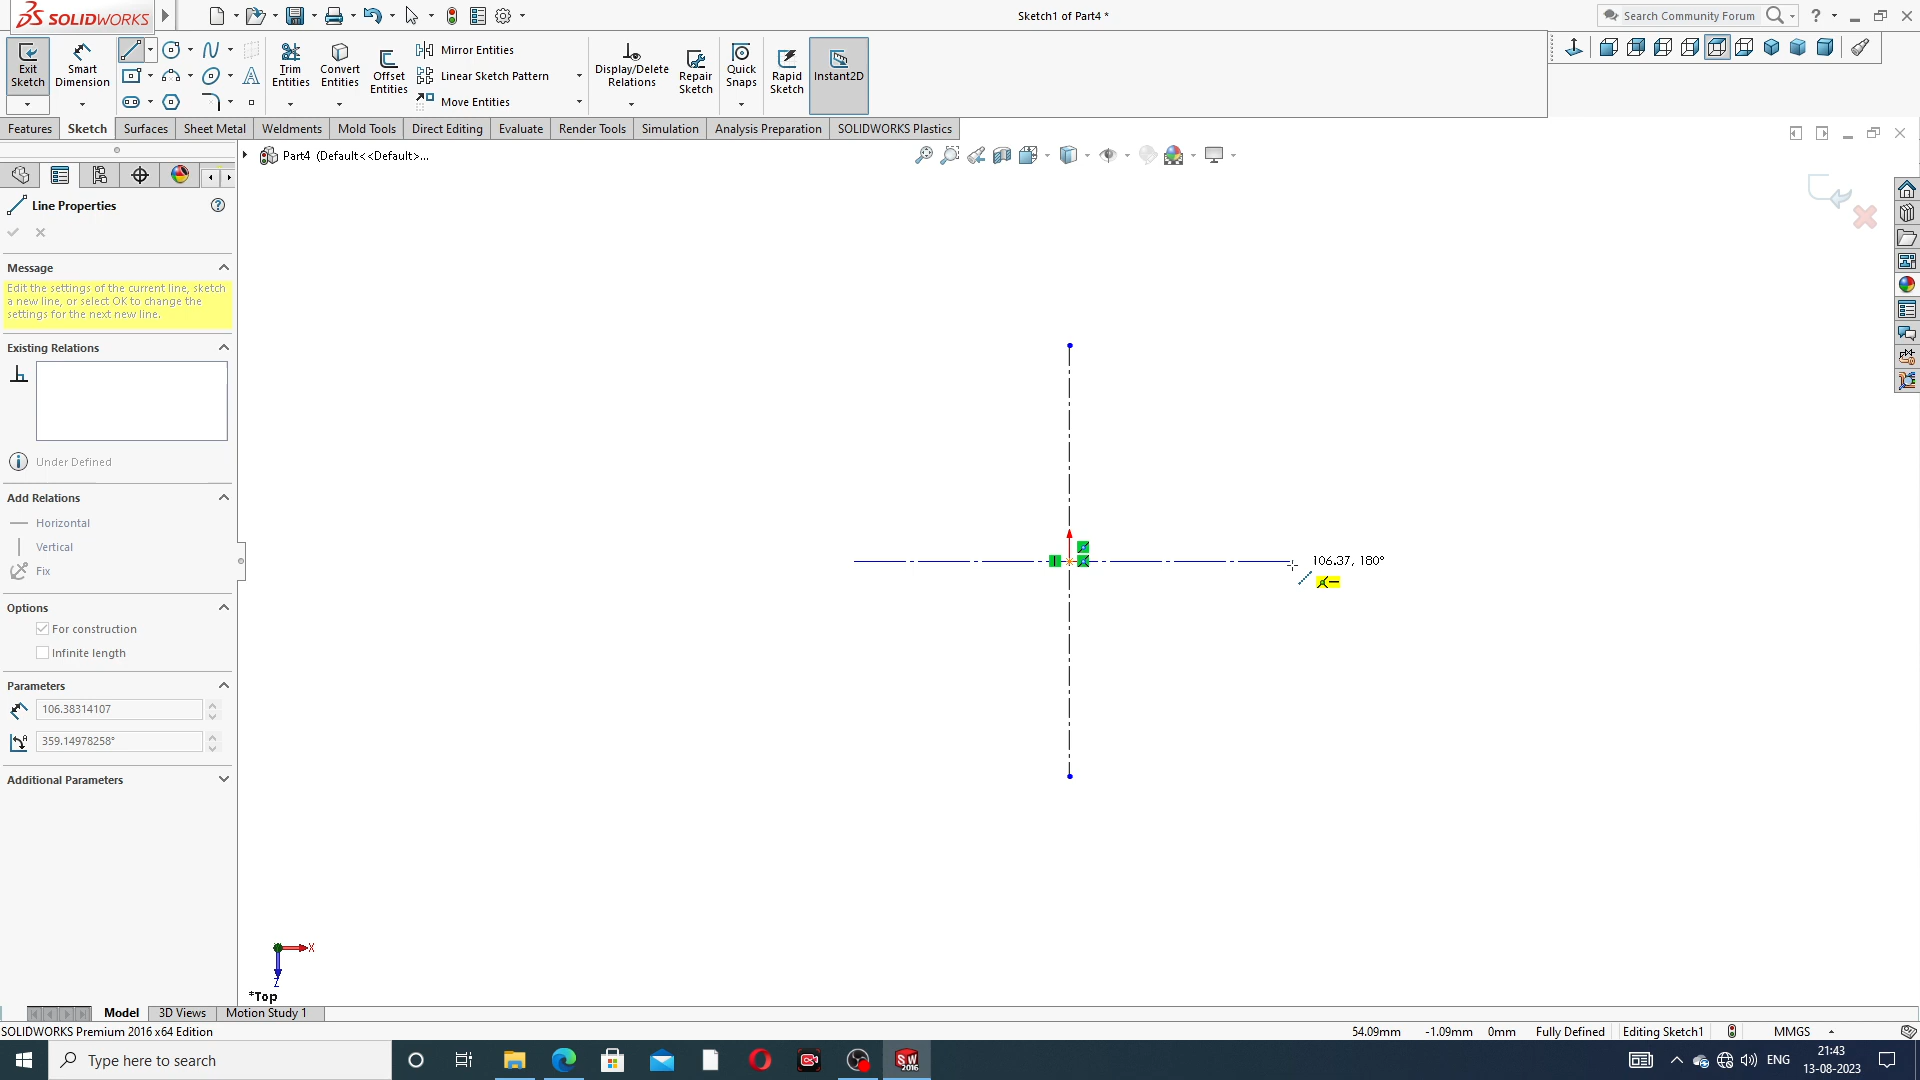 SOLIDWORKS
Sketch1 of Part4 *
Search Community Forum
Exit Sketch
Smart Dimension
Trim Entities
Convert Entities
Offset Entities
Mirror Entities
Linear Sketch Pattern
Move Entities
Display/Delete Relations
Repair Sketch
Quick Snaps
Rapid Sketch
Instant2D
Features Sketch Surfaces Sheet Metal Weldments Mold Tools Direct Editing Evaluate Render Tools Simulation Analysis Preparation SOLIDWORKS Plastics
Part4 (Default<<Default>...
Line Properties
Message
Edit the settings of the current line, sketch
a new line, or select OK to change the
settings for the next new line.
Existing Relations
Under Defined
Add Relations
Horizontal
Vertical
Fix
Options
For construction
Infinite length
Parameters
106.38314107
359.14978258°
Additional Parameters
106.37, 180°
X
Z
*Top
Model 3D Views Motion Study 1
SOLIDWORKS Premium 2016 x64 Edition
54.09mm -1.09mm 0mm Fully Defined Editing Sketch1 MMGS
Type here to search
SW
2016
ENG
21:43
13-08-2023